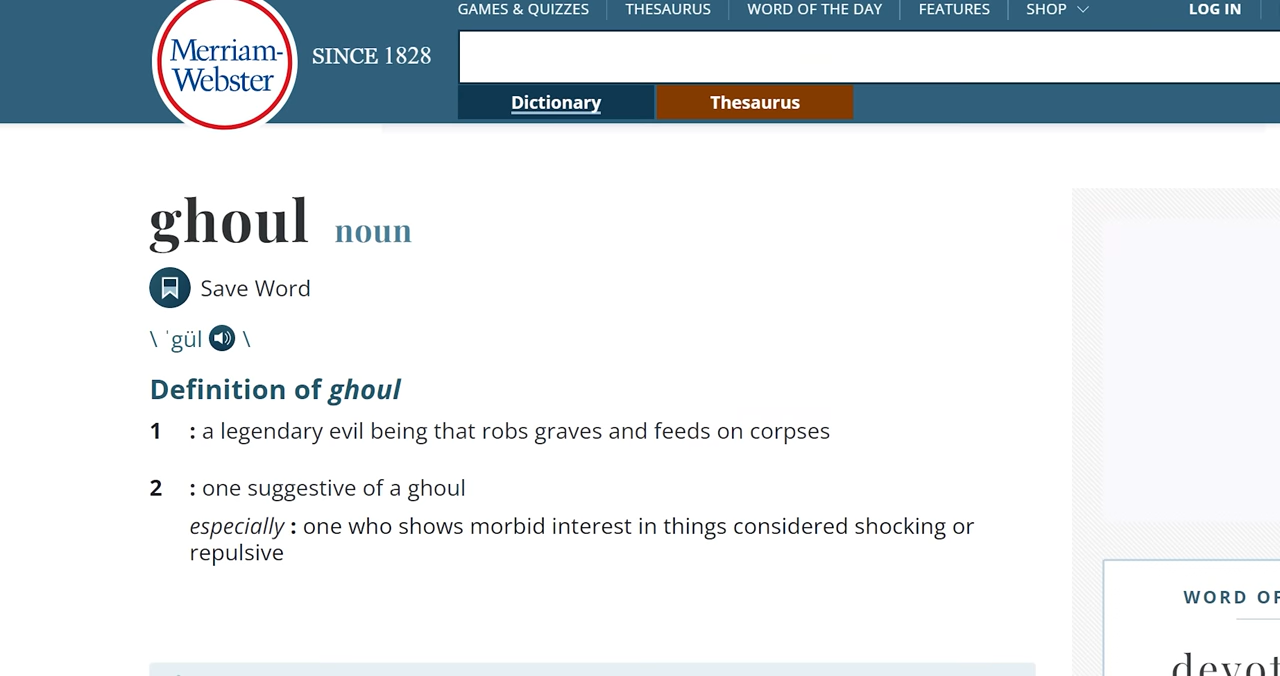 GAMES & QUIZZES THESAURUS WORD OF THE DAY FEATURES SHOP LOG IN
Merriam-
Webster
SINCE 1828
Dictionary Thesaurus
ghoul noun
Save Word
\ ˈgül \
Definition of ghoul
1 : a legendary evil being that robs graves and feeds on corpses
2 : one suggestive of a ghoul
especially : one who shows morbid interest in things considered shocking or
repulsive
WORD OF
devot